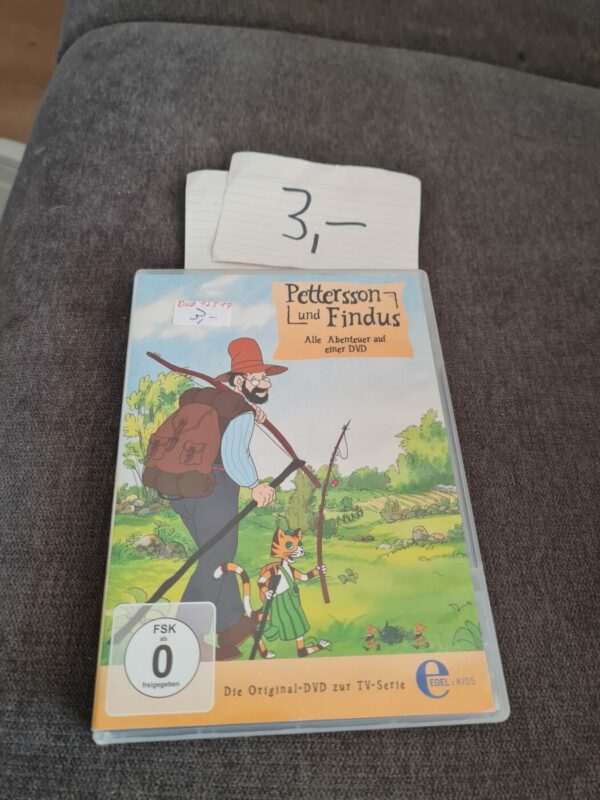 3,-
3,-
Pettersson
und Findus
Alle Abenteuer auf
einer DVD
FSK
ab
0
freigegeben
Die Original-DVD zur TV-Serie
e
EDEL:KIDS